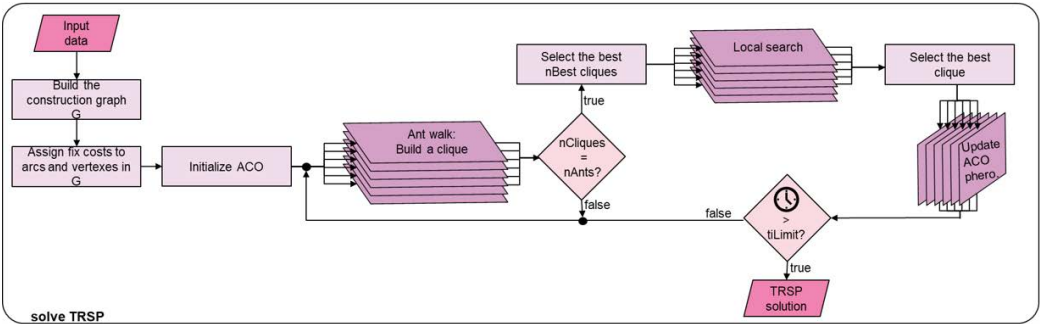 Input
data
Build the
construction graph
G
Assign fix costs to
arcs and vertexes in
G
Initialize ACO
Ant walk:
Build a clique
nCliques
=
nAnts?
true
false
Select the best
nBest cliques
Local search
Select the best
clique
Update
ACO
phero.
>
tiLimit?
false
true
TRSP
solution
solve TRSP